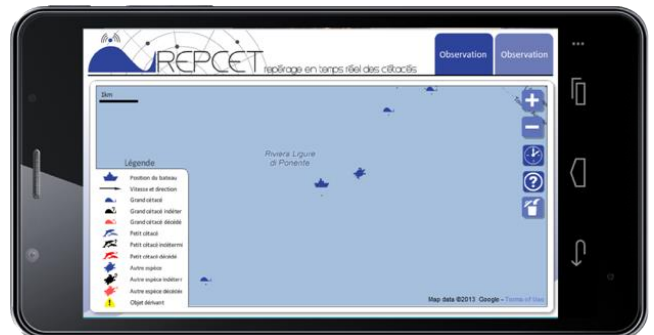 REPCET
repérage en temps réel des cétacés
Observation
Observation
1km
Riviera Ligure
di Ponente
Légende
Position du bateau
Vitesse et direction
Grand cétacé
Grand cétacé indéter
Grand cétacé décédé
Petit cétacé
Petit cétacé indétermi
Petit cétacé décédé
Autre espèce
Autre espèce indéteri
Autre espèce décédée
Objet dérivant
Map data ©2013 Google - Terms of Use